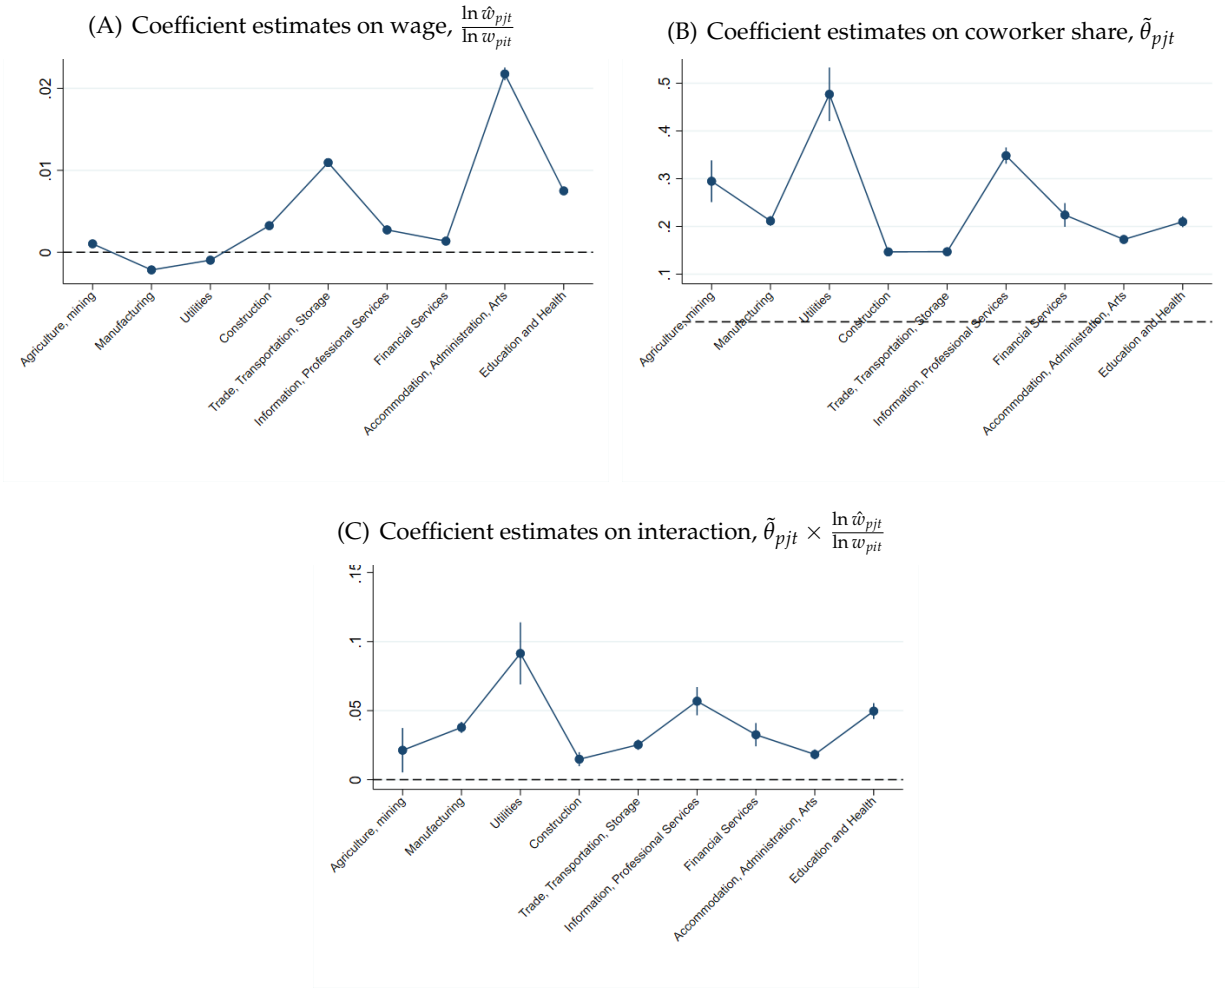 (A) Coefficient estimates on wage, ln ŵ_pjt / ln w_pit
.02
.01
0
Agriculture, mining
Manufacturing
Utilities
Construction
Trade, Transportation, Storage
Information, Professional Services
Financial Services
Accommodation, Administration, Arts
Education and Health
(B) Coefficient estimates on coworker share, θ̃_pjt
.5
.4
.3
.2
.1
Agriculture, mining
Manufacturing
Utilities
Construction
Trade, Transportation, Storage
Information, Professional Services
Financial Services
Accommodation, Administration, Arts
Education and Health
(C) Coefficient estimates on interaction, θ̃_pjt × ln ŵ_pjt / ln w_pit
.15
.1
.05
0
Agriculture, mining
Manufacturing
Utilities
Construction
Trade, Transportation, Storage
Information, Professional Services
Financial Services
Accommodation, Administration, Arts
Education and Health